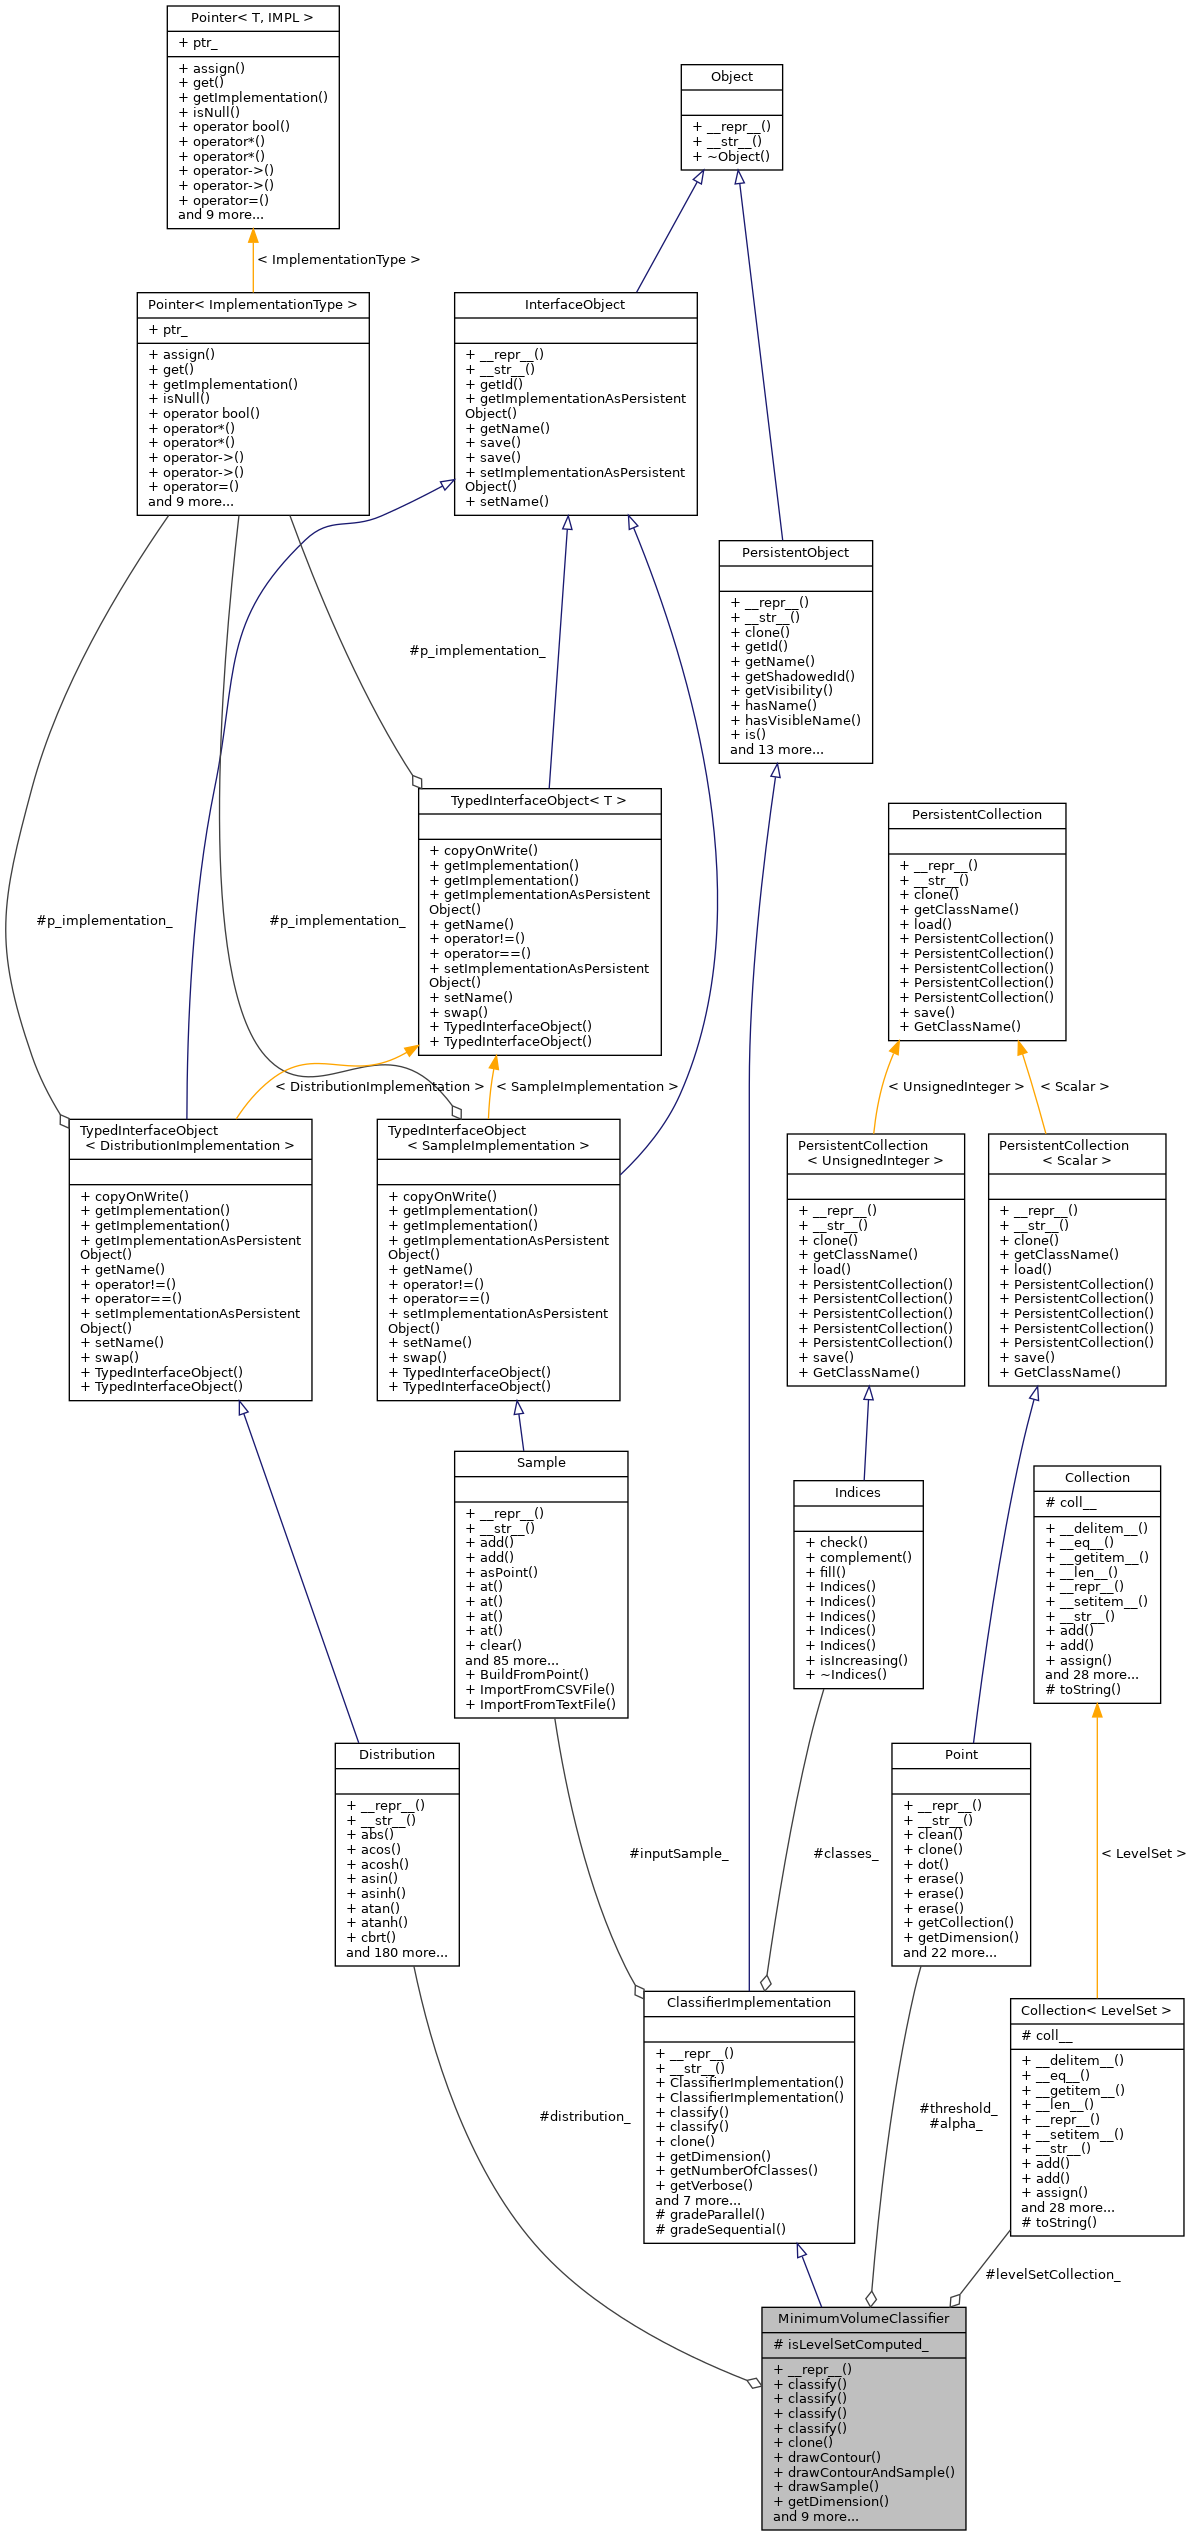 Pointer< T, IMPL >
+ ptr_
+ assign()
+ get()
+ getImplementation()
+ isNull()
+ operator bool()
+ operator*()
+ operator*()
+ operator->()
+ operator->()
+ operator=()
and 9 more...
Object
+ __repr__()
+ __str__()
+ ~Object()
< ImplementationType >
Pointer< ImplementationType >
+ ptr_
+ assign()
+ get()
+ getImplementation()
+ isNull()
+ operator bool()
+ operator*()
+ operator*()
+ operator->()
+ operator->()
+ operator=()
and 9 more...
InterfaceObject
+ __repr__()
+ __str__()
+ getId()
+ getImplementationAsPersistent
Object()
+ getName()
+ save()
+ save()
+ setImplementationAsPersistent
Object()
+ setName()
PersistentObject
+ __repr__()
+ __str__()
+ clone()
+ getId()
+ getName()
+ getShadowedId()
+ getVisibility()
+ hasName()
+ hasVisibleName()
+ is()
and 13 more...
#p_implementation_
TypedInterfaceObject< T >
+ copyOnWrite()
+ getImplementation()
+ getImplementation()
+ getImplementationAsPersistent
Object()
+ getName()
+ operator!=()
+ operator==()
+ setImplementationAsPersistent
Object()
+ setName()
+ swap()
+ TypedInterfaceObject()
+ TypedInterfaceObject()
PersistentCollection
+ __repr__()
+ __str__()
+ clone()
+ getClassName()
+ load()
+ PersistentCollection()
+ PersistentCollection()
+ PersistentCollection()
+ PersistentCollection()
+ PersistentCollection()
+ save()
+ GetClassName()
#p_implementation_
#p_implementation_
< DistributionImplementation >
< SampleImplementation >
< UnsignedInteger >
< Scalar >
TypedInterfaceObject
< DistributionImplementation >
+ copyOnWrite()
+ getImplementation()
+ getImplementation()
+ getImplementationAsPersistent
Object()
+ getName()
+ operator!=()
+ operator==()
+ setImplementationAsPersistent
Object()
+ setName()
+ swap()
+ TypedInterfaceObject()
+ TypedInterfaceObject()
TypedInterfaceObject
< SampleImplementation >
+ copyOnWrite()
+ getImplementation()
+ getImplementation()
+ getImplementationAsPersistent
Object()
+ getName()
+ operator!=()
+ operator==()
+ setImplementationAsPersistent
Object()
+ setName()
+ swap()
+ TypedInterfaceObject()
+ TypedInterfaceObject()
PersistentCollection
< UnsignedInteger >
+ __repr__()
+ __str__()
+ clone()
+ getClassName()
+ load()
+ PersistentCollection()
+ PersistentCollection()
+ PersistentCollection()
+ PersistentCollection()
+ PersistentCollection()
+ save()
+ GetClassName()
PersistentCollection
< Scalar >
+ __repr__()
+ __str__()
+ clone()
+ getClassName()
+ load()
+ PersistentCollection()
+ PersistentCollection()
+ PersistentCollection()
+ PersistentCollection()
+ PersistentCollection()
+ save()
+ GetClassName()
Sample
+ __repr__()
+ __str__()
+ add()
+ add()
+ asPoint()
+ at()
+ at()
+ at()
+ at()
+ clear()
and 85 more...
+ BuildFromPoint()
+ ImportFromCSVFile()
+ ImportFromTextFile()
Indices
+ check()
+ complement()
+ fill()
+ Indices()
+ Indices()
+ Indices()
+ Indices()
+ Indices()
+ isIncreasing()
+ ~Indices()
Collection
# coll__
+ __delitem__()
+ __eq__()
+ __getitem__()
+ __len__()
+ __repr__()
+ __setitem__()
+ __str__()
+ add()
+ add()
+ assign()
and 28 more...
# toString()
Distribution
+ __repr__()
+ __str__()
+ abs()
+ acos()
+ acosh()
+ asin()
+ asinh()
+ atan()
+ atanh()
+ cbrt()
and 180 more...
#inputSample_
#classes_
Point
+ __repr__()
+ __str__()
+ clean()
+ clone()
+ dot()
+ erase()
+ erase()
+ erase()
+ getCollection()
+ getDimension()
and 22 more...
< LevelSet >
ClassifierImplementation
+ __repr__()
+ __str__()
+ ClassifierImplementation()
+ ClassifierImplementation()
+ classify()
+ classify()
+ clone()
+ getDimension()
+ getNumberOfClasses()
+ getVerbose()
and 7 more...
# gradeParallel()
# gradeSequential()
Collection< LevelSet >
# coll__
+ __delitem__()
+ __eq__()
+ __getitem__()
+ __len__()
+ __repr__()
+ __setitem__()
+ __str__()
+ add()
+ add()
+ assign()
and 28 more...
# toString()
#distribution_
#threshold_
#alpha_
#levelSetCollection_
MinimumVolumeClassifier
# isLevelSetComputed_
+ __repr__()
+ classify()
+ classify()
+ classify()
+ classify()
+ clone()
+ drawContour()
+ drawContourAndSample()
+ drawSample()
+ getDimension()
and 9 more...